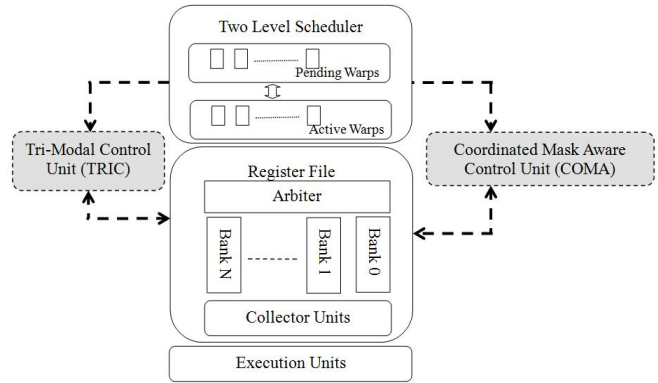 Two Level Scheduler
Pending Warps
Active Warps
Tri-Modal Control
Unit (TRIC)
Coordinated Mask Aware
Control Unit (COMA)
Register File
Arbiter
Bank N
Bank 1
Bank 0
Collector Units
Execution Units